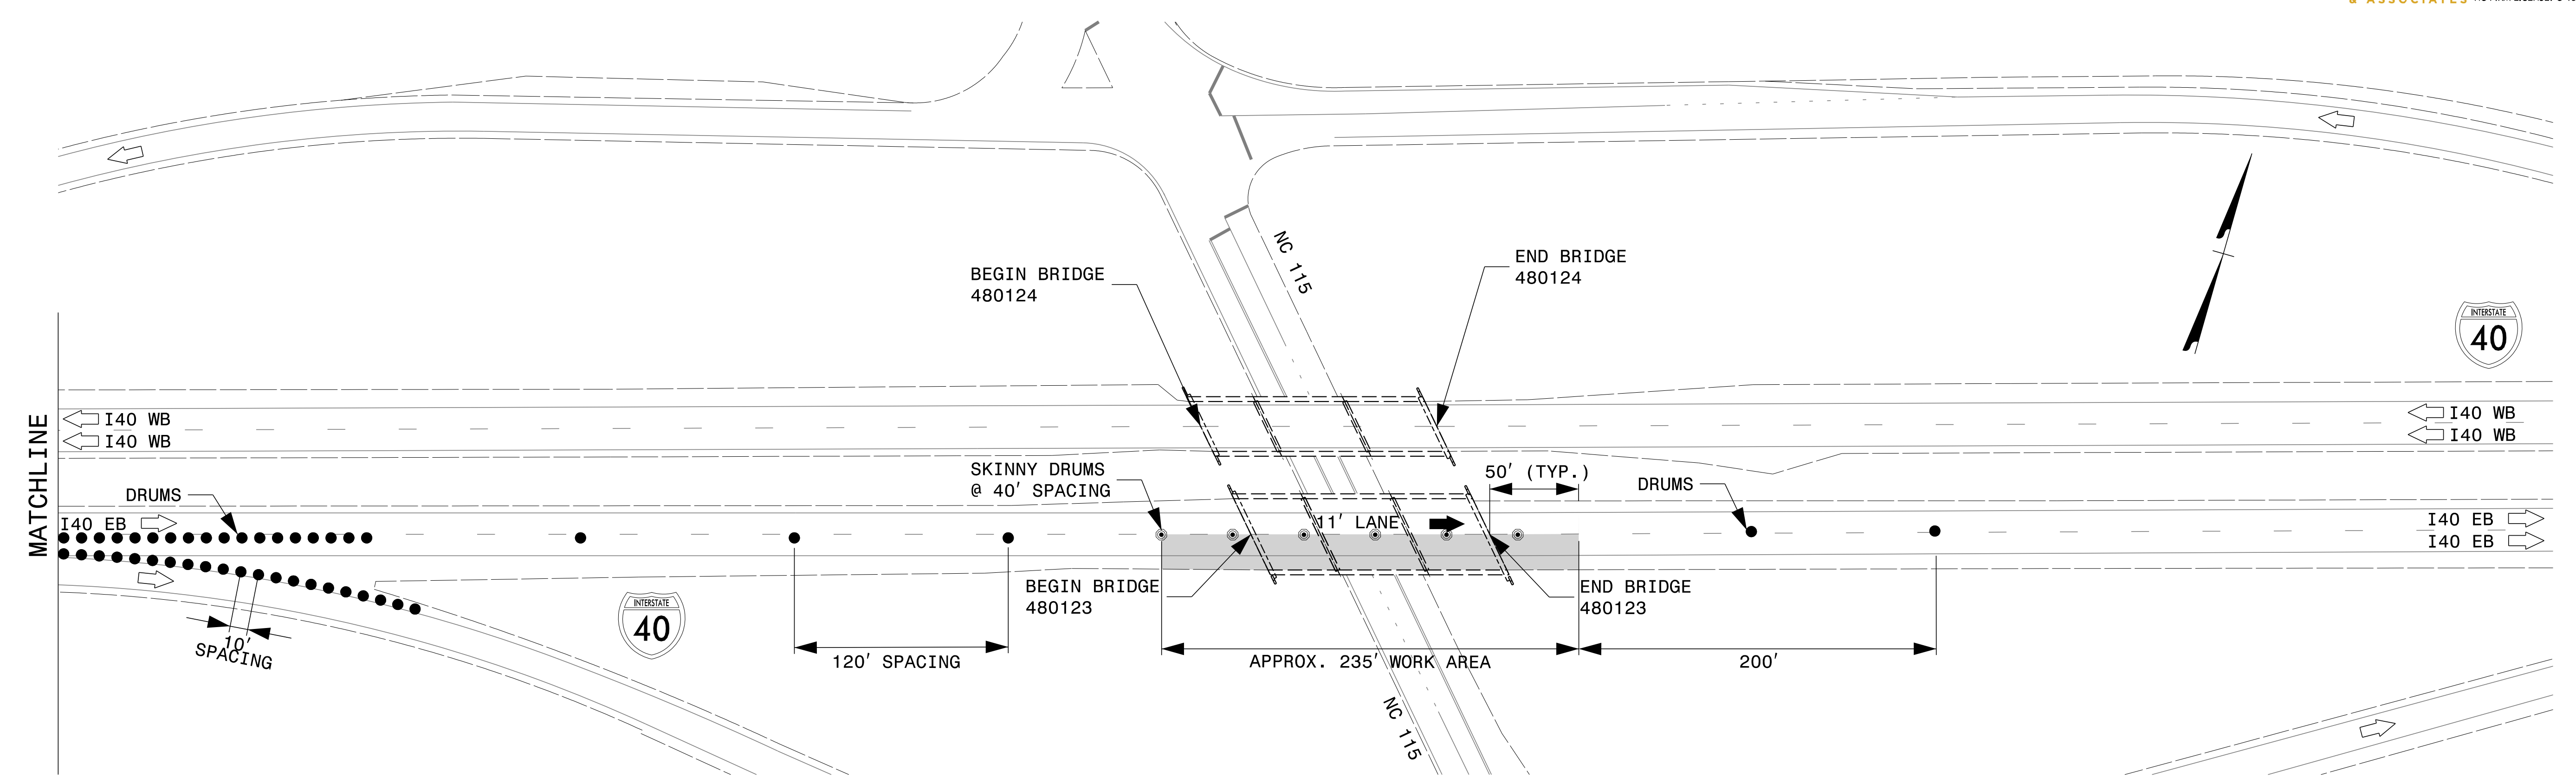 & ASSOCIATES
NC 115
BEGIN BRIDGE
480124
END BRIDGE
480124
INTERSTATE
40
MATCHLINE
I40 WB
I40 WB
I40 WB
I40 WB
SKINNY DRUMS
@ 40' SPACING
50' (TYP.)
DRUMS
DRUMS
I40 EB
11' LANE
I40 EB
I40 EB
BEGIN BRIDGE
480123
END BRIDGE
480123
INTERSTATE
40
10'
SPACING
120' SPACING
APPROX. 235' WORK AREA
200'
NC 115